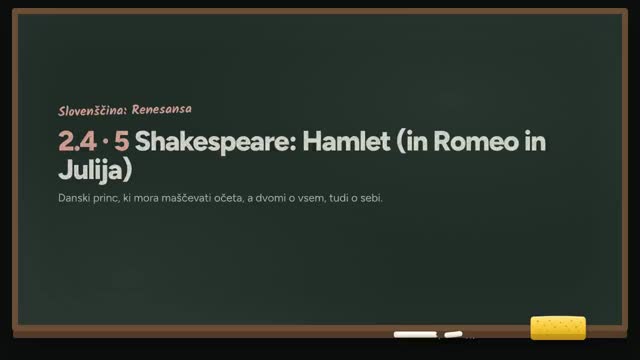 Slovenščina: Renesansa
2.4 · 5 Shakespeare: Hamlet (in Romeo in
Julija)
Danski princ, ki mora maščevati očeta, a dvomi o vsem, tudi o sebi.